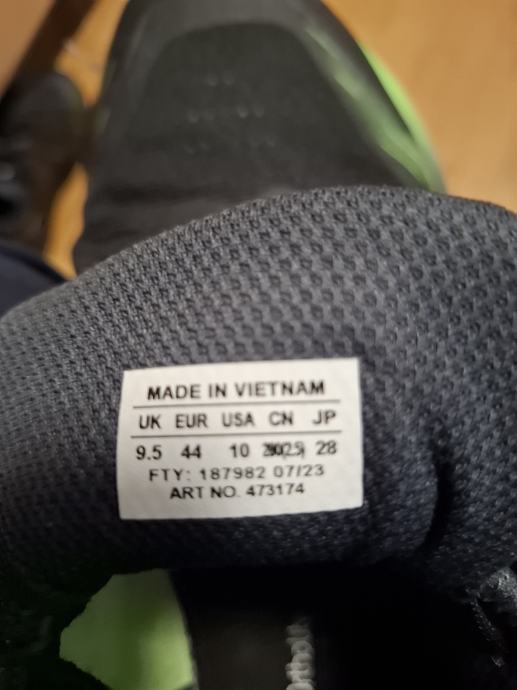 MADE IN VIETNAM
UK EUR USA CN JP
9.5 44 10 28
FTY: 187982 07/23
ART NO. 473174